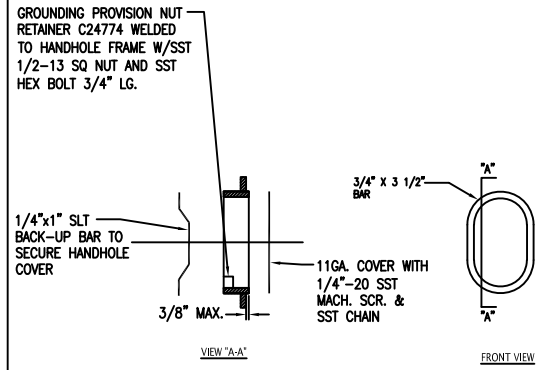 GROUNDING PROVISION NUT
RETAINER C24774 WELDED
TO HANDHOLE FRAME W/SST
1/2-13 SQ NUT AND SST
HEX BOLT 3/4" LG.
1/4"x1" SLT
BACK-UP BAR TO
SECURE HANDHOLE
COVER
3/8" MAX.
11GA. COVER WITH
1/4"-20 SST
MACH. SCR. &
SST CHAIN
VIEW "A-A"
3/4" X 3 1/2"
BAR
"A"
"A"
FRONT VIEW